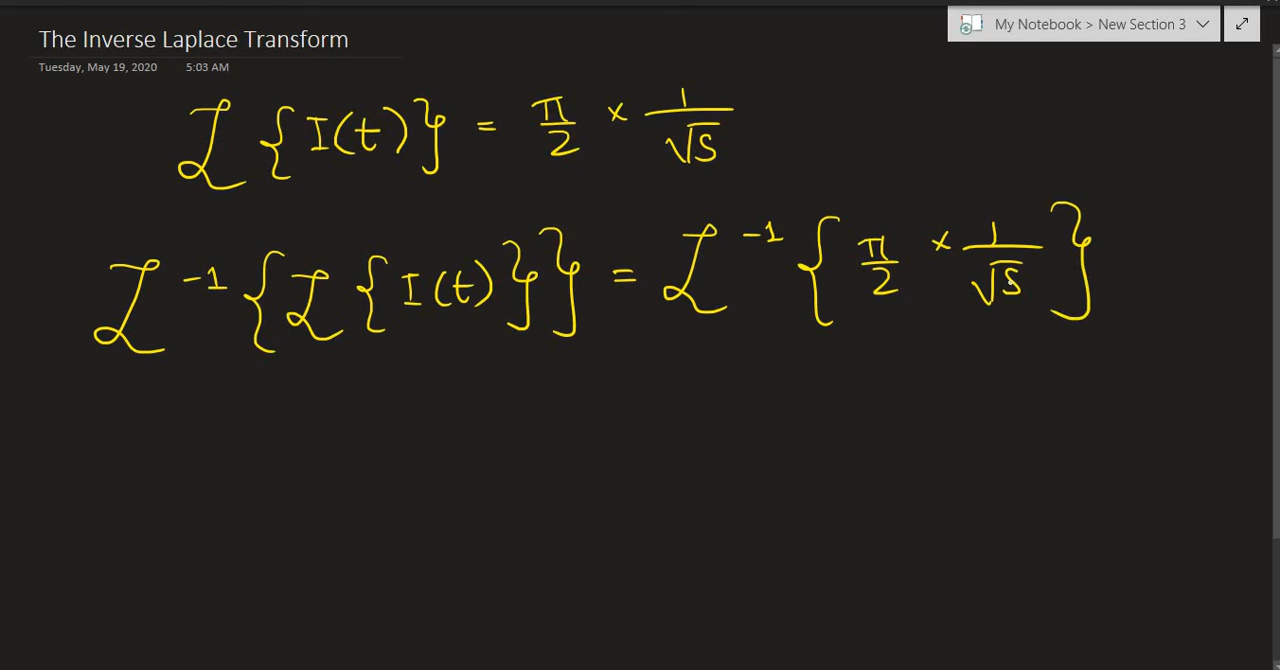 My Notebook > New Section 3
The Inverse Laplace Transform
Tuesday, May 19, 2020 5:03 AM
ℒ{I(t)} = π/2 × 1/√s
ℒ⁻¹{ℒ{I(t)}} = ℒ⁻¹{π/2 × 1/√s}